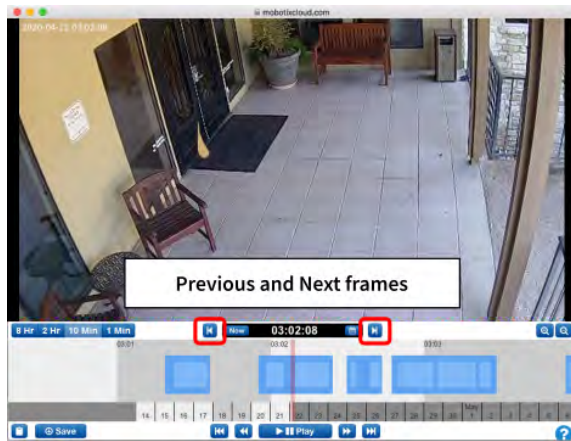 mobotixcloud.com
2020-04-21 03:02:08
Previous and Next frames
8 Hr 2 Hr 10 Min 1 Min
Now
03:02:08
03:01 03:02 03:03
May
14 15 16 17 18 19 20 21 22 23 24 25 26 27 28 29 30 1 2 3 4
Save
Play
?